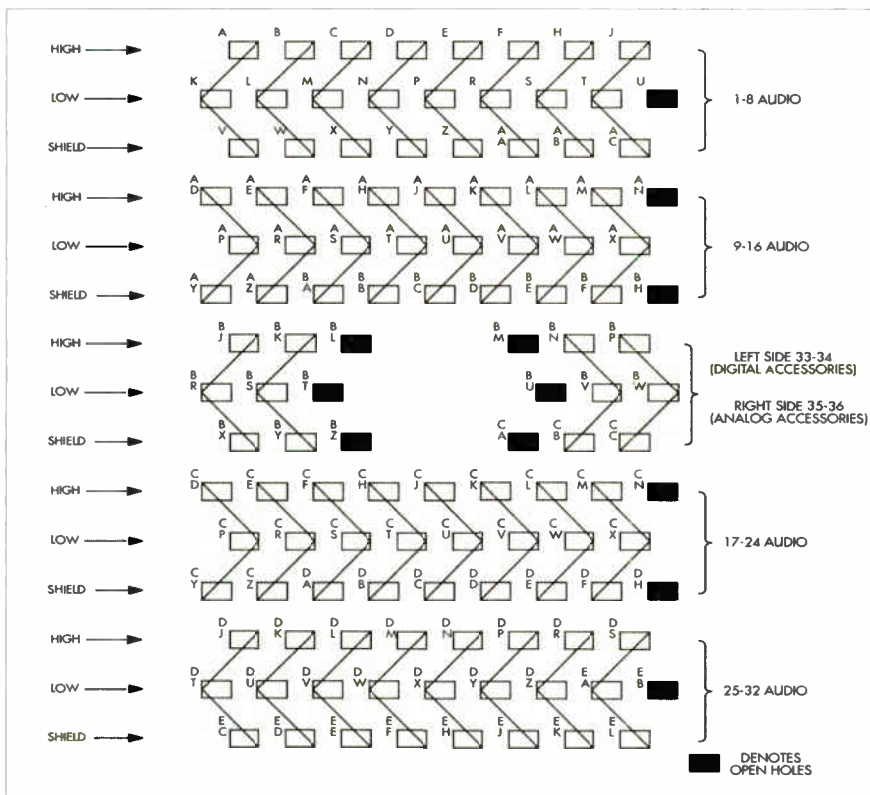 HIGH A B C D E F H J
LOW K L M N P R S T U
1-8 AUDIO
SHIELD V W X Y Z AA AB AC
HIGH AD AE AF AH AJ AK AL AM AN
LOW AP AR AS AT AU AV AW AX
9-16 AUDIO
SHIELD AY AZ BA BB BC BD BE BF BH
HIGH BJ BK BL BM BN BP
LEFT SIDE 33-34
(DIGITAL ACCESSORIES)
LOW BR BS BT BU BV BW
RIGHT SIDE 35-36
(ANALOG ACCESSORIES)
SHIELD BX BY BZ CA CB CC
HIGH CD CE CF CH CJ CK CL CM CN
LOW CP CR CS CT CU CV CW CX
17-24 AUDIO
SHIELD CY CZ DA DB DC DD DE DF DH
HIGH DJ DK DL DM DN DP DR DS
LOW DT DU DV DW DX DY DZ EA EB
25-32 AUDIO
SHIELD EC ED EE EF EH EJ EK EL
DENOTES
OPEN HOLES